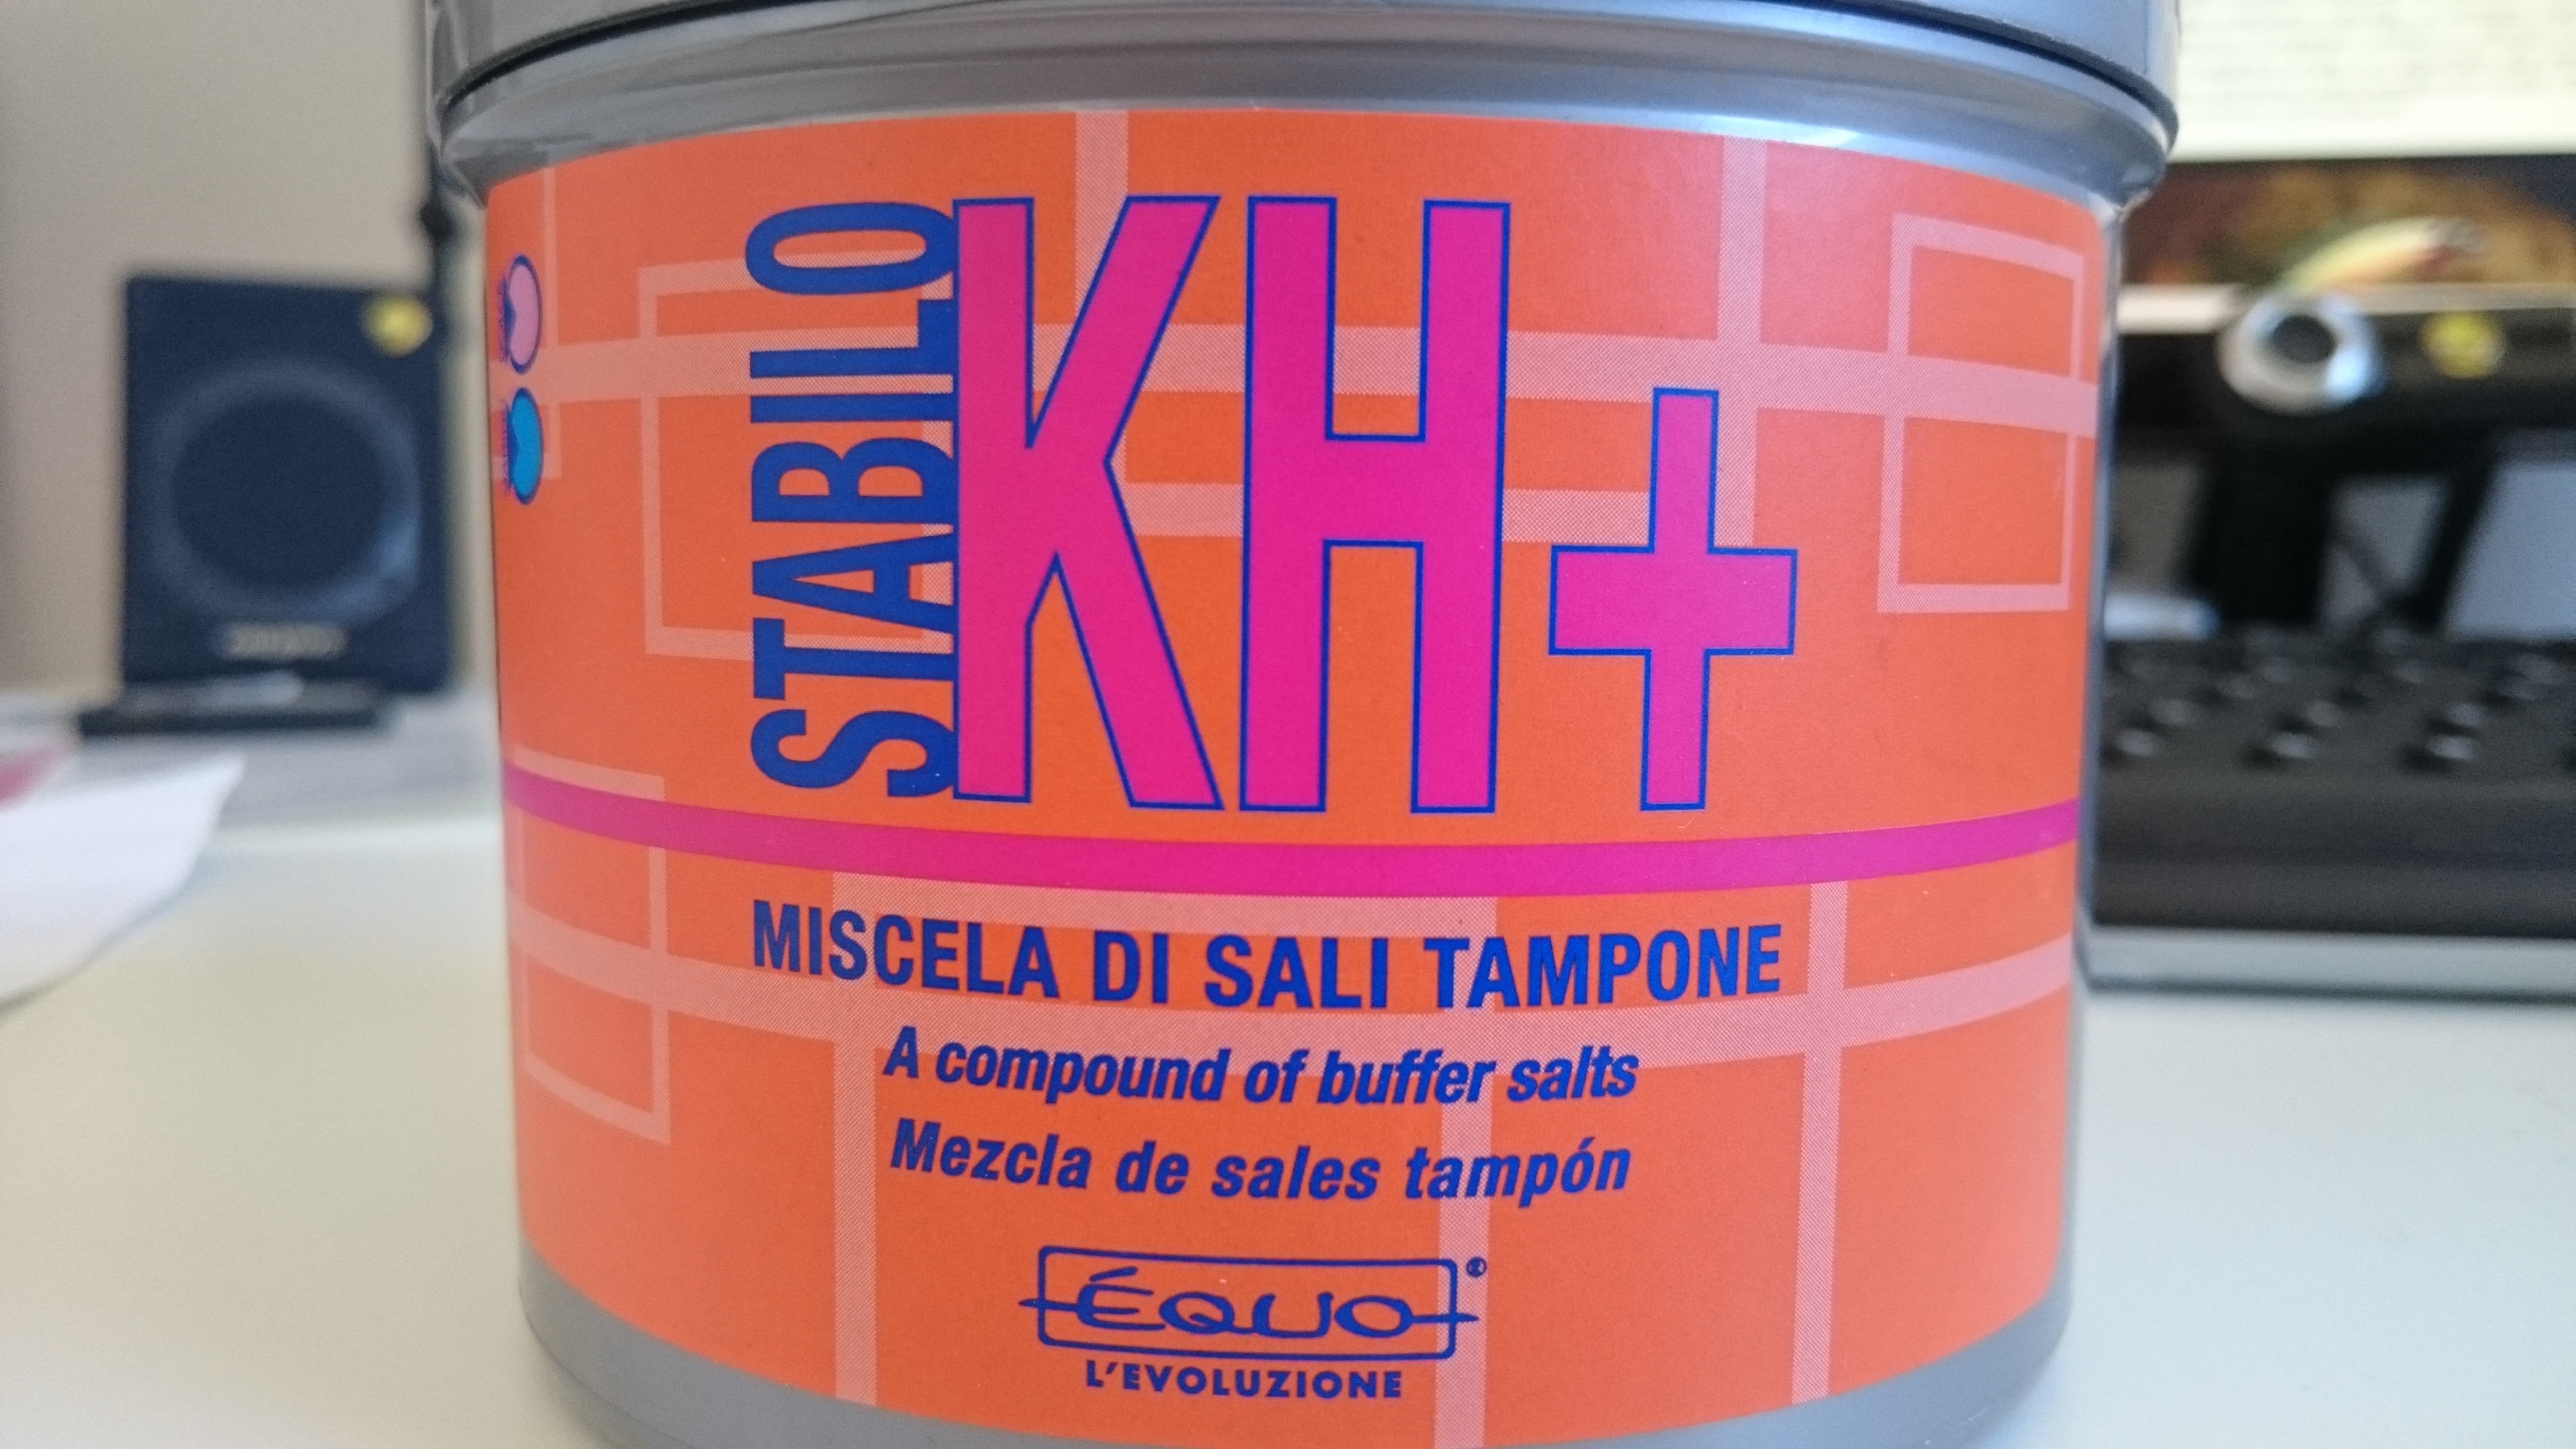 STABILO
KH+
MISCELA DI SALI TAMPONE
A compound of buffer salts
Mezcla de sales tampón
ÉQUO®
L'EVOLUZIONE